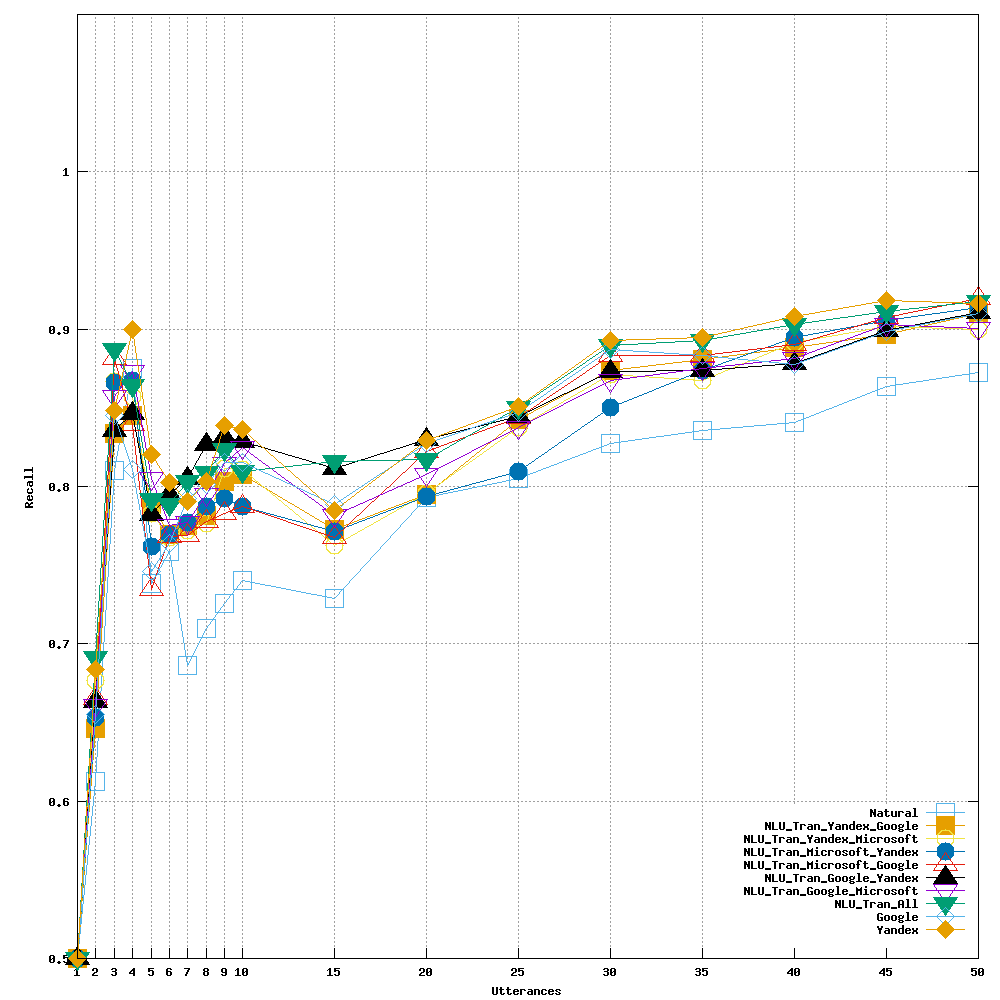 1
0.9
0.8
0.7
0.6
0.5
Recall
1 2 3 4 5 6 7 8 9 10 15 20 25 30 35 40 45 50
Utterances
Natural
NLU_Tran_Yandex_Google
NLU_Tran_Yandex_Microsoft
NLU_Tran_Microsoft_Yandex
NLU_Tran_Microsoft_Google
NLU_Tran_Google_Yandex
NLU_Tran_Google_Microsoft
NLU_Tran_All
Google
Yandex